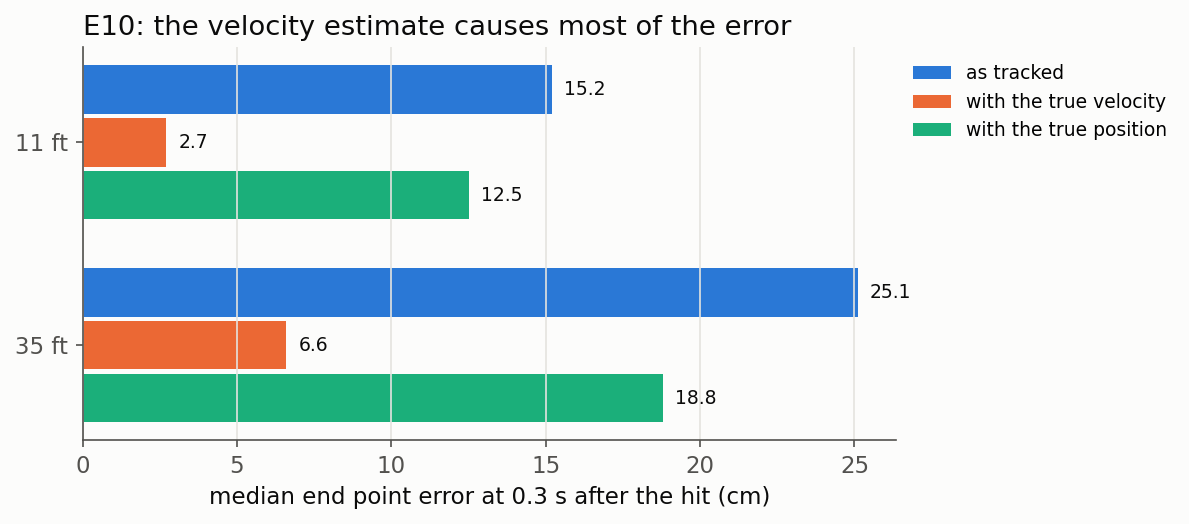 E10: the velocity estimate causes most of the error
as tracked
with the true velocity
with the true position
11 ft
15.2
2.7
12.5
35 ft
25.1
6.6
18.8
0 5 10 15 20 25
median end point error at 0.3 s after the hit (cm)